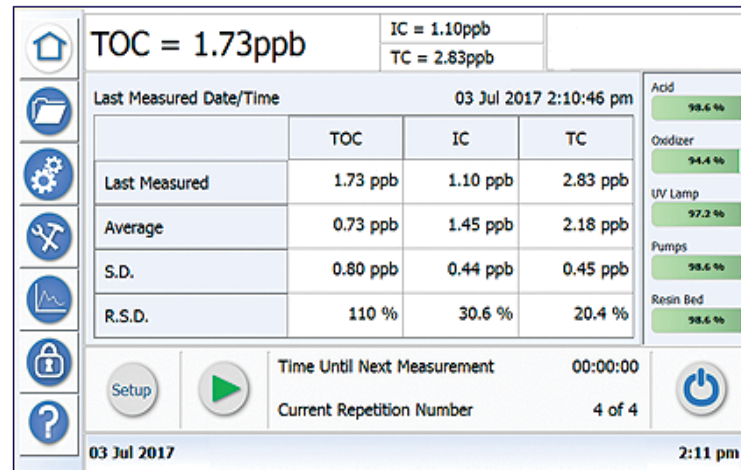 TOC = 1.73ppb
IC = 1.10ppb
TC = 2.83ppb
Last Measured Date/Time 03 Jul 2017 2:10:46 pm
TOC IC TC
Last Measured 1.73 ppb 1.10 ppb 2.83 ppb
Average 0.73 ppb 1.45 ppb 2.18 ppb
S.D. 0.80 ppb 0.44 ppb 0.45 ppb
R.S.D. 110 % 30.6 % 20.4 %
Acid
98.6 %
Oxidizer
94.4 %
UV Lamp
97.2 %
Pumps
98.6 %
Resin Bed
98.6 %
Setup
Time Until Next Measurement 00:00:00
Current Repetition Number 4 of 4
?
03 Jul 2017 2:11 pm